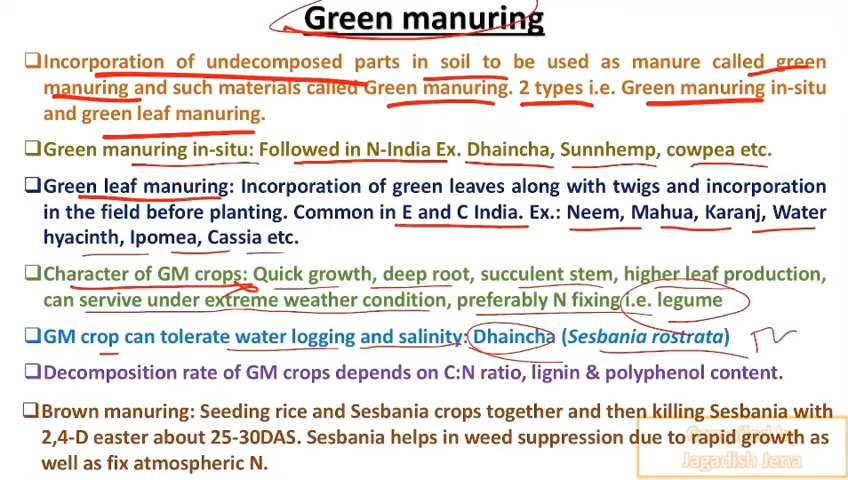 Green manuring
❑Incorporation of undecomposed parts in soil to be used as manure called green
manuring and such materials called Green manuring. 2 types i.e. Green manuring in-situ
and green leaf manuring.
❑Green manuring in-situ: Followed in N-India Ex. Dhaincha, Sunnhemp, cowpea etc.
❑Green leaf manuring: Incorporation of green leaves along with twigs and incorporation
in the field before planting. Common in E and C India. Ex.: Neem, Mahua, Karanj, Water
hyacinth, Ipomea, Cassia etc.
❑Character of GM crops: Quick growth, deep root, succulent stem, higher leaf production,
can servive under extreme weather condition, preferably N fixing i.e. legume
❑GM crop can tolerate water logging and salinity: Dhaincha (Sesbania rostrata)
❑Decomposition rate of GM crops depends on C:N ratio, lignin & polyphenol content.
❑Brown manuring: Seeding rice and Sesbania crops together and then killing Sesbania with
2,4-D easter about 25-30DAS. Sesbania helps in weed suppression due to rapid growth as
well as fix atmospheric N.
Compiled by
Jagadish Jena